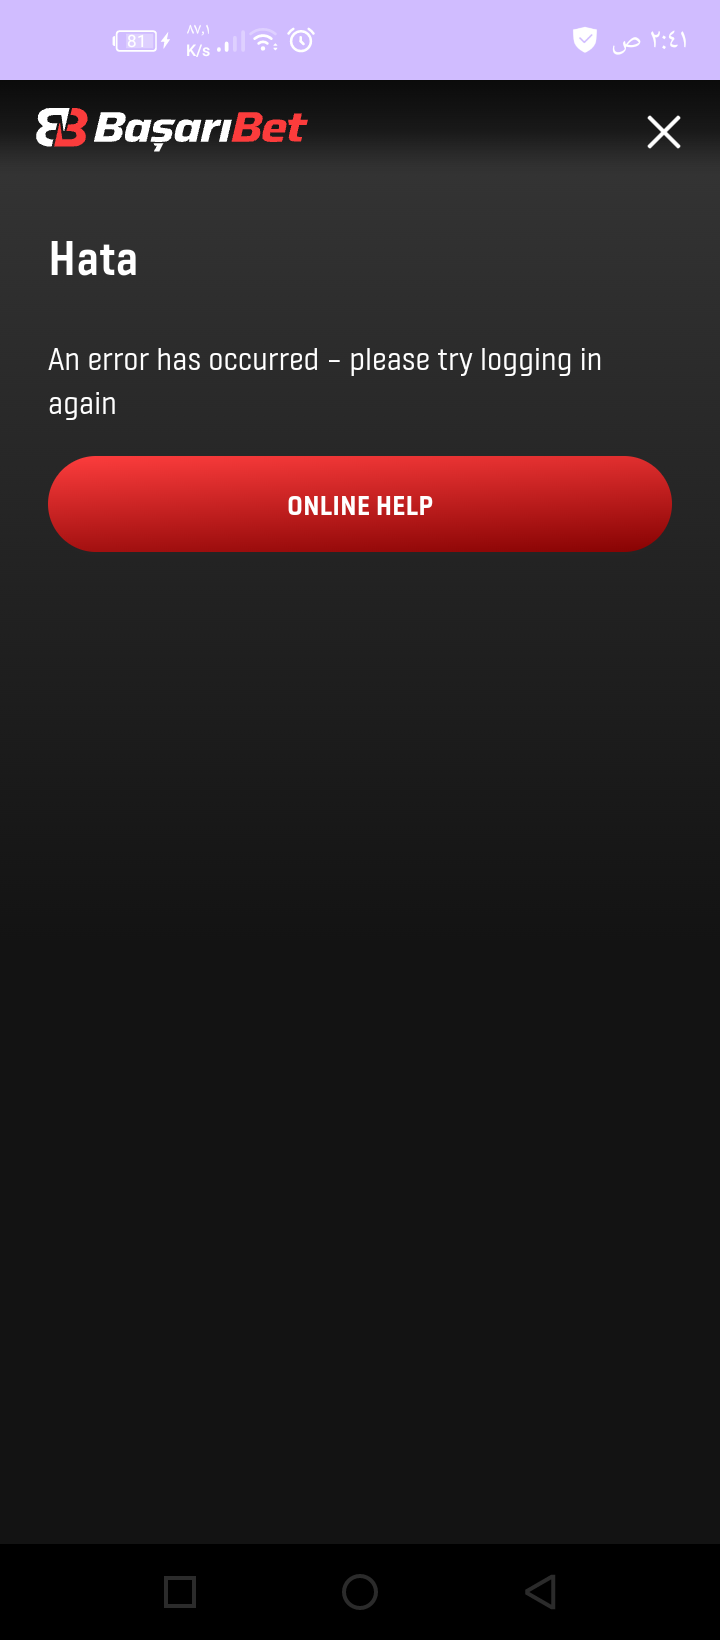 81
٨٧,١
K/s
٢:٤١ ص
BaşarıBet
Hata
An error has occurred – please try logging in
again
ONLINE HELP